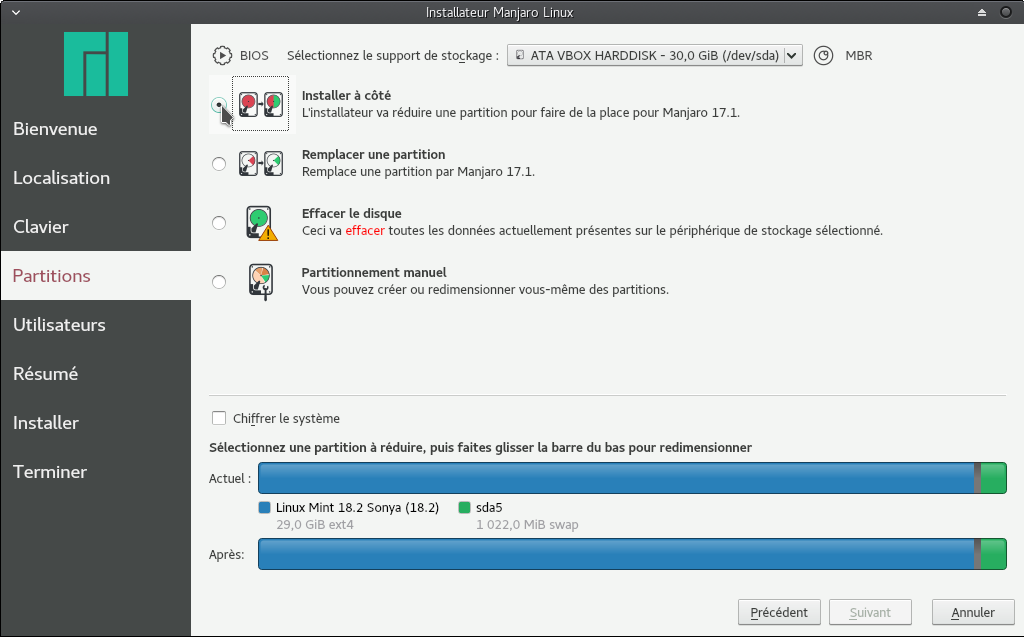 Installateur Manjaro Linux
Bienvenue
Localisation
Clavier
Partitions
Utilisateurs
Résumé
Installer
Terminer
BIOS Sélectionnez le support de stockage : ATA VBOX HARDDISK - 30,0 GiB (/dev/sda) MBR
Installer à côté
L'installateur va réduire une partition pour faire de la place pour Manjaro 17.1.
Remplacer une partition
Remplace une partition par Manjaro 17.1.
Effacer le disque
Ceci va effacer toutes les données actuellement présentes sur le périphérique de stockage sélectionné.
Partitionnement manuel
Vous pouvez créer ou redimensionner vous-même des partitions.
Chiffrer le système
Sélectionnez une partition à réduire, puis faites glisser la barre du bas pour redimensionner
Actuel :
Linux Mint 18.2 Sonya (18.2) sda5
29,0 GiB ext4 1 022,0 MiB swap
Après:
Précédent Suivant Annuler